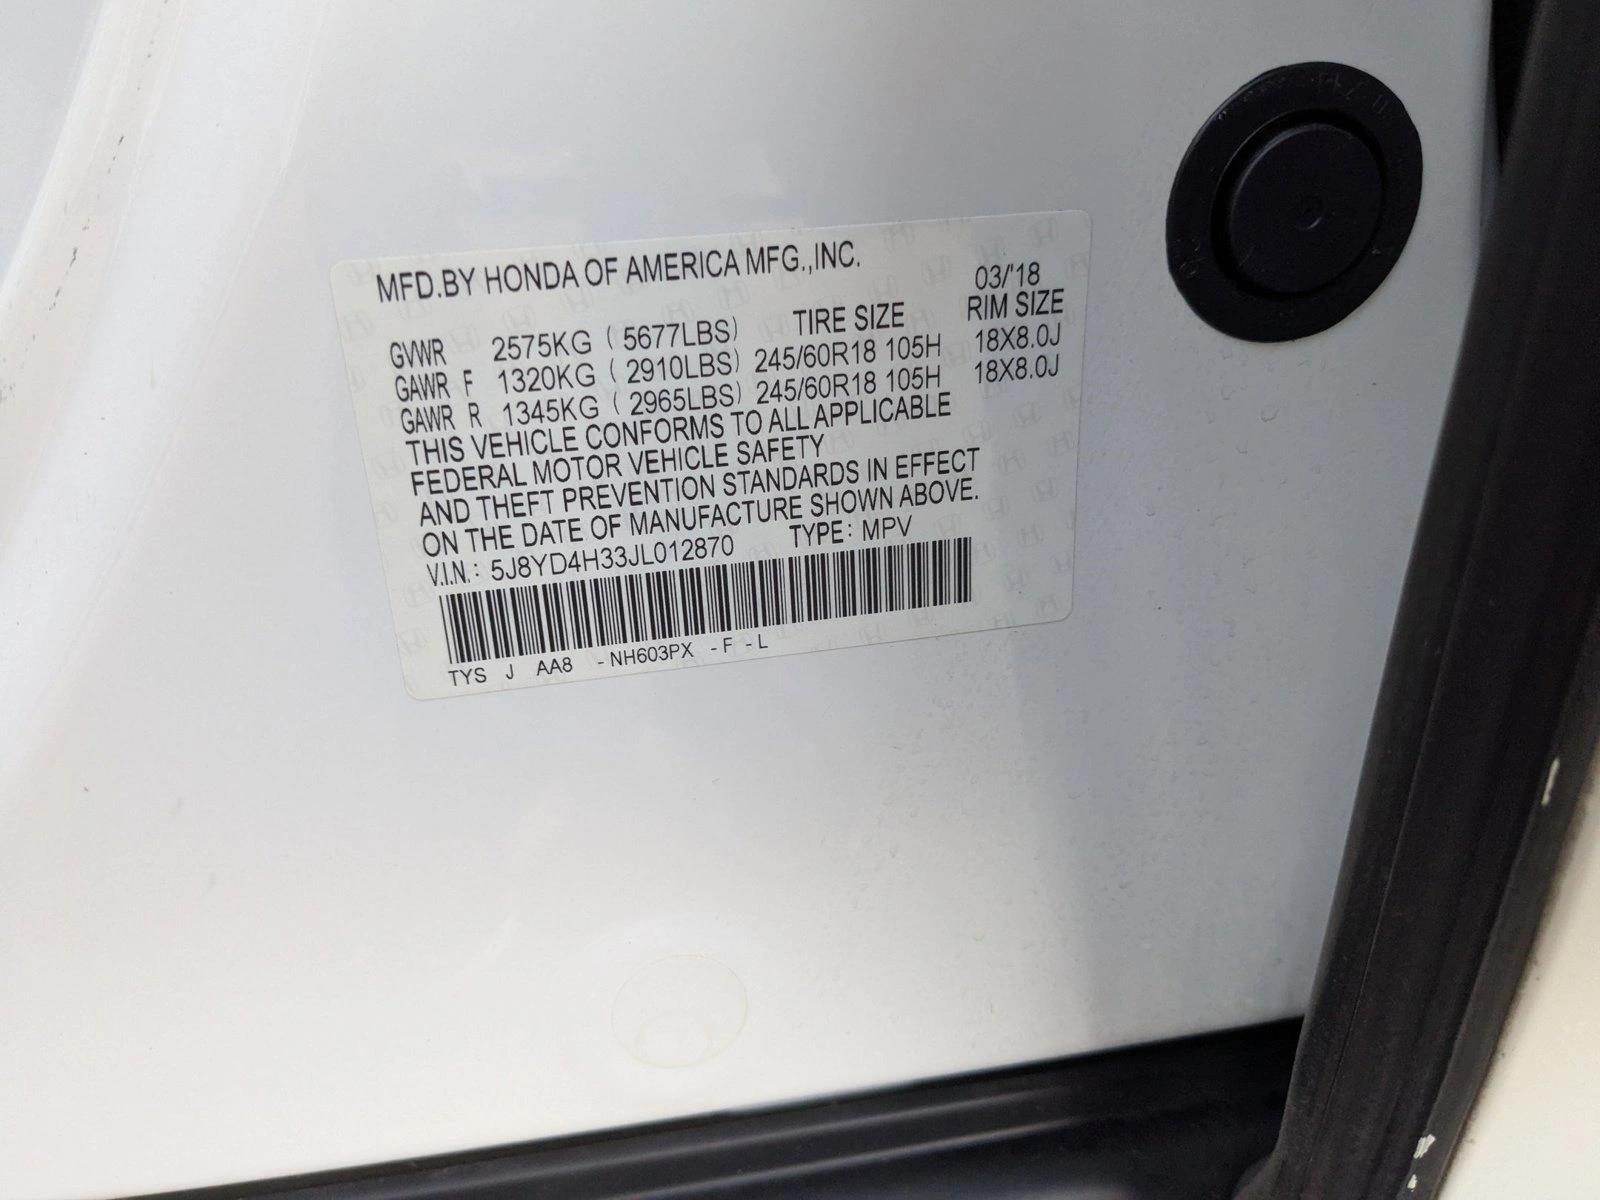 MFD.BY HONDA OF AMERICA MFG.,INC.
03/'18
TIRE SIZE RIM SIZE
GVWR 2575KG ( 5677LBS)
GAWR F 1320KG ( 2910LBS) 245/60R18 105H 18X8.0J
GAWR R 1345KG ( 2965LBS) 245/60R18 105H 18X8.0J
THIS VEHICLE CONFORMS TO ALL APPLICABLE
FEDERAL MOTOR VEHICLE SAFETY
AND THEFT PREVENTION STANDARDS IN EFFECT
ON THE DATE OF MANUFACTURE SHOWN ABOVE.
V.I.N.: 5J8YD4H33JL012870 TYPE: MPV
TYS J AA8 -NH603PX -F -L